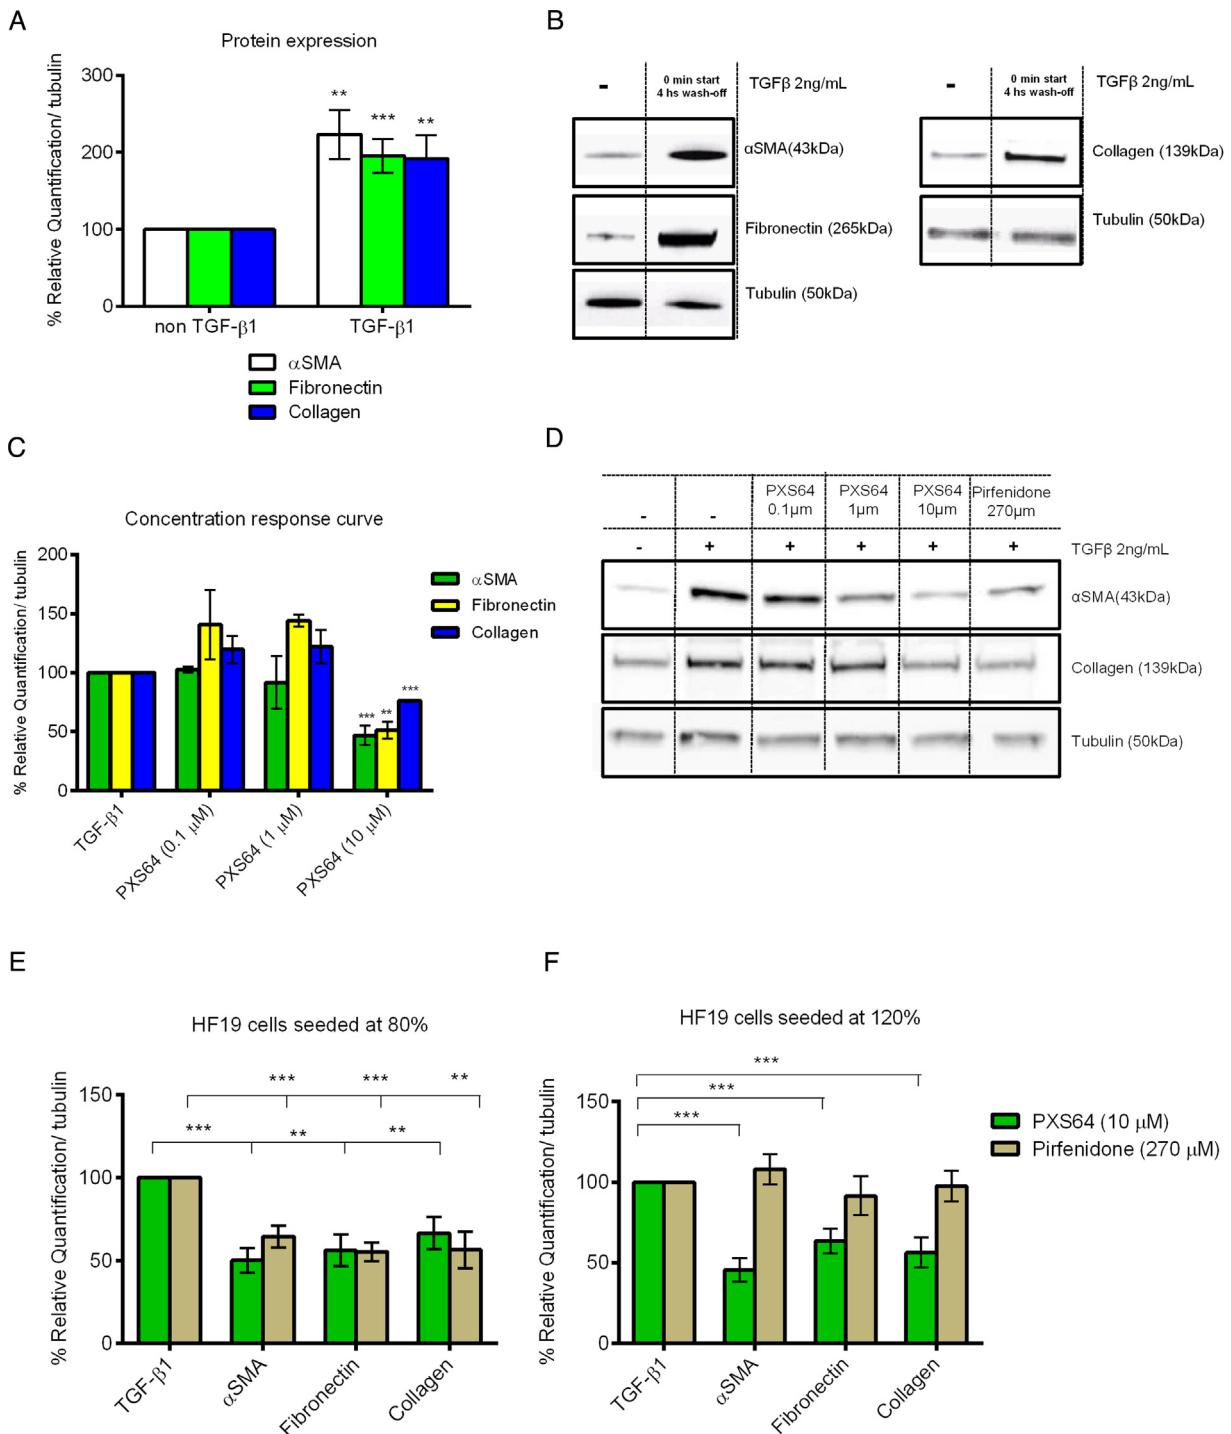 A
Protein expression
% Relative Quantification/ tubulin
300
200
100
0
**
***
**
non TGF-β1
TGF-β1
αSMA
Fibronectin
Collagen
B
-
0 min start
4 hs wash-off
TGFβ 2ng/mL
αSMA(43kDa)
Fibronectin (265kDa)
Tubulin (50kDa)
-
0 min start
4 hs wash-off
TGFβ 2ng/mL
Collagen (139kDa)
Tubulin (50kDa)
C
Concentration response curve
% Relative Quantification/ tubulin
200
150
100
50
0
***
**
***
αSMA
Fibronectin
Collagen
TGF-β1
PXS64 (0.1 μM)
PXS64 (1 μM)
PXS64 (10 μM)
D
-
-
PXS64
0.1μm
PXS64
1μm
PXS64
10μm
Pirfenidone
270μm
- + + + + + TGFβ 2ng/mL
αSMA(43kDa)
Collagen (139kDa)
Tubulin (50kDa)
E
HF19 cells seeded at 80%
% Relative Quantification/ tubulin
150
100
50
0
*** *** **
*** ** **
TGF-β1
αSMA
Fibronectin
Collagen
F
HF19 cells seeded at 120%
% Relative Quantification/ tubulin
150
100
50
0
***
***
***
PXS64 (10 μM)
Pirfenidone (270 μM)
TGF-β1
αSMA
Fibronectin
Collagen